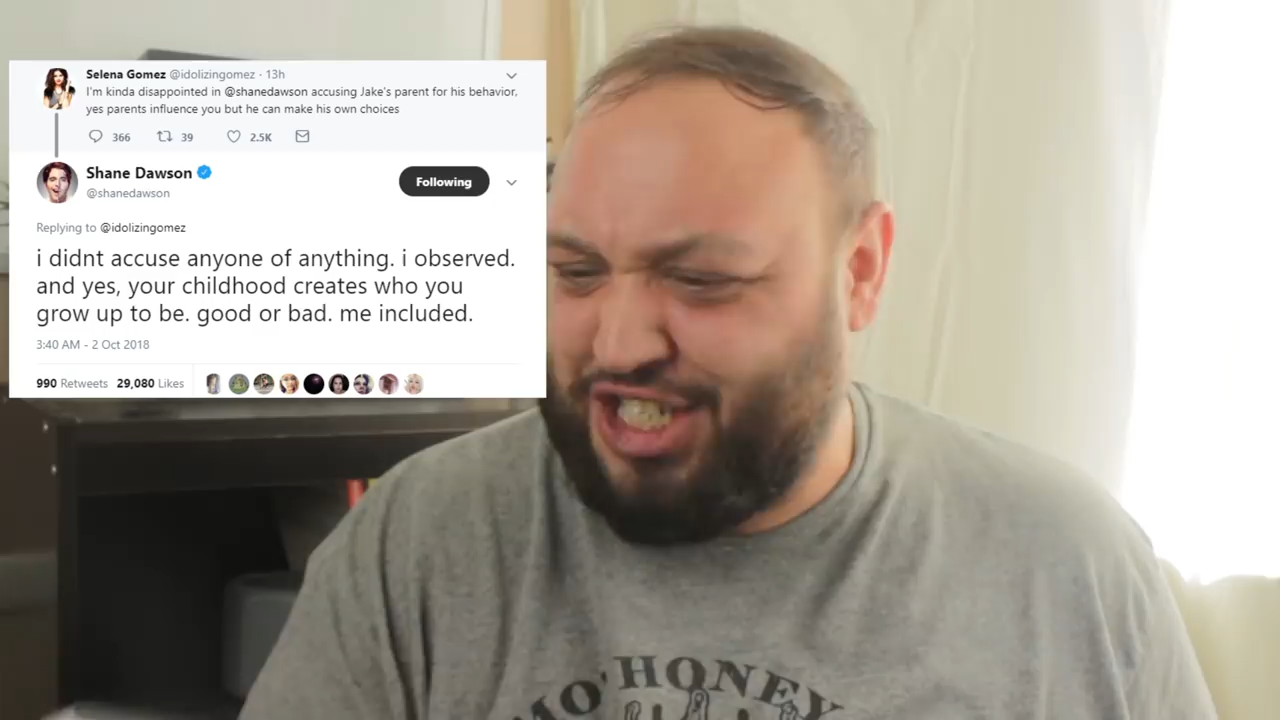 Selena Gomez @idolizingomez · 13h
I'm kinda disappointed in @shanedawson accusing Jake's parent for his behavior,
yes parents influence you but he can make his own choices
366 39 2.5K
Shane Dawson
@shanedawson
Following
Replying to @idolizingomez
i didnt accuse anyone of anything. i observed.
and yes, your childhood creates who you
grow up to be. good or bad. me included.
3:40 AM - 2 Oct 2018
990 Retweets 29,080 Likes
MO' HONEY